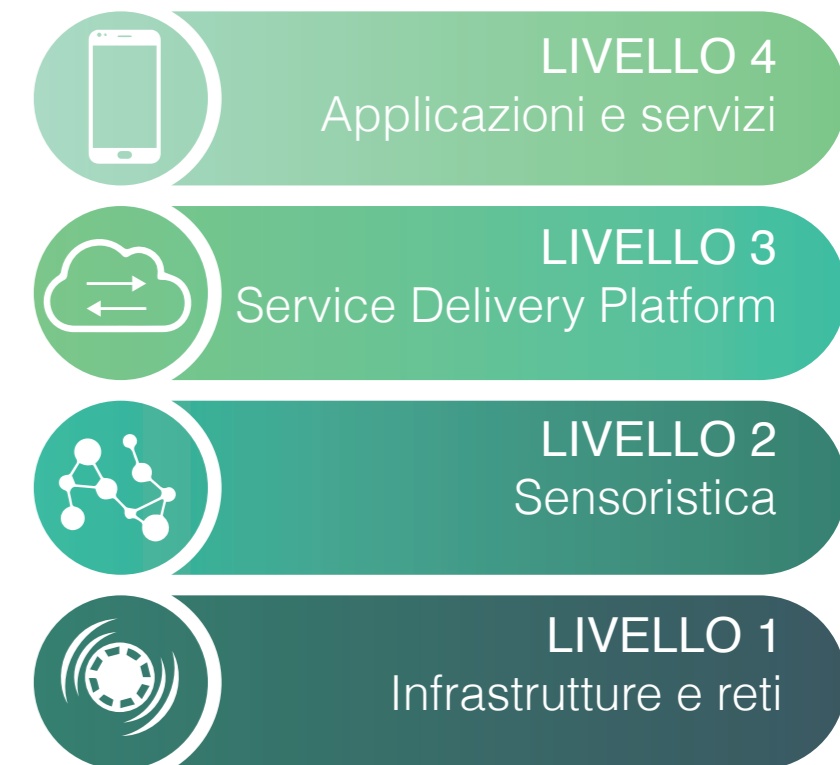 LIVELLO 4
Applicazioni e servizi
LIVELLO 3
Service Delivery Platform
LIVELLO 2
Sensoristica
LIVELLO 1
Infrastrutture e reti